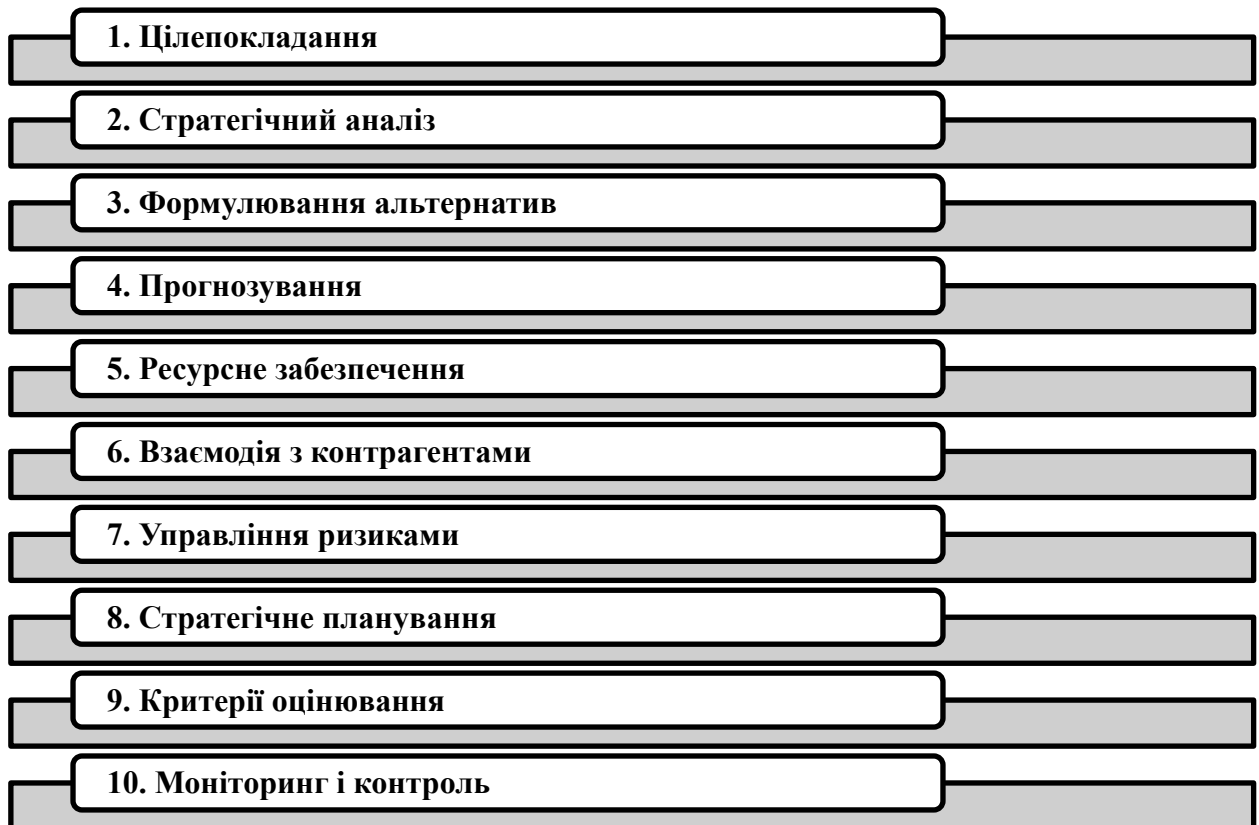 1. Цілепокладання
2. Стратегічний аналіз
3. Формулювання альтернатив
4. Прогнозування
5. Ресурсне забезпечення
6. Взаємодія з контрагентами
7. Управління ризиками
8. Стратегічне планування
9. Критерії оцінювання
10. Моніторинг і контроль